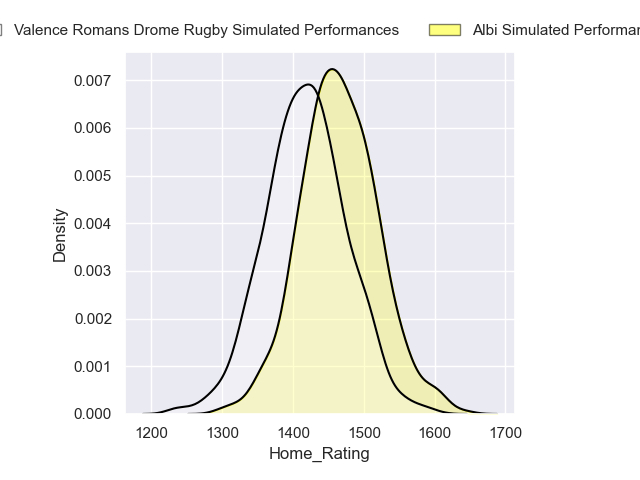 Valence Romans Drome Rugby Simulated Performances
Albi Simulated
0.007
0.006
0.005
0.004
0.003
0.002
0.001
0.000
Density
1200 1300 1400 1500 1600 1700
Home_Rating